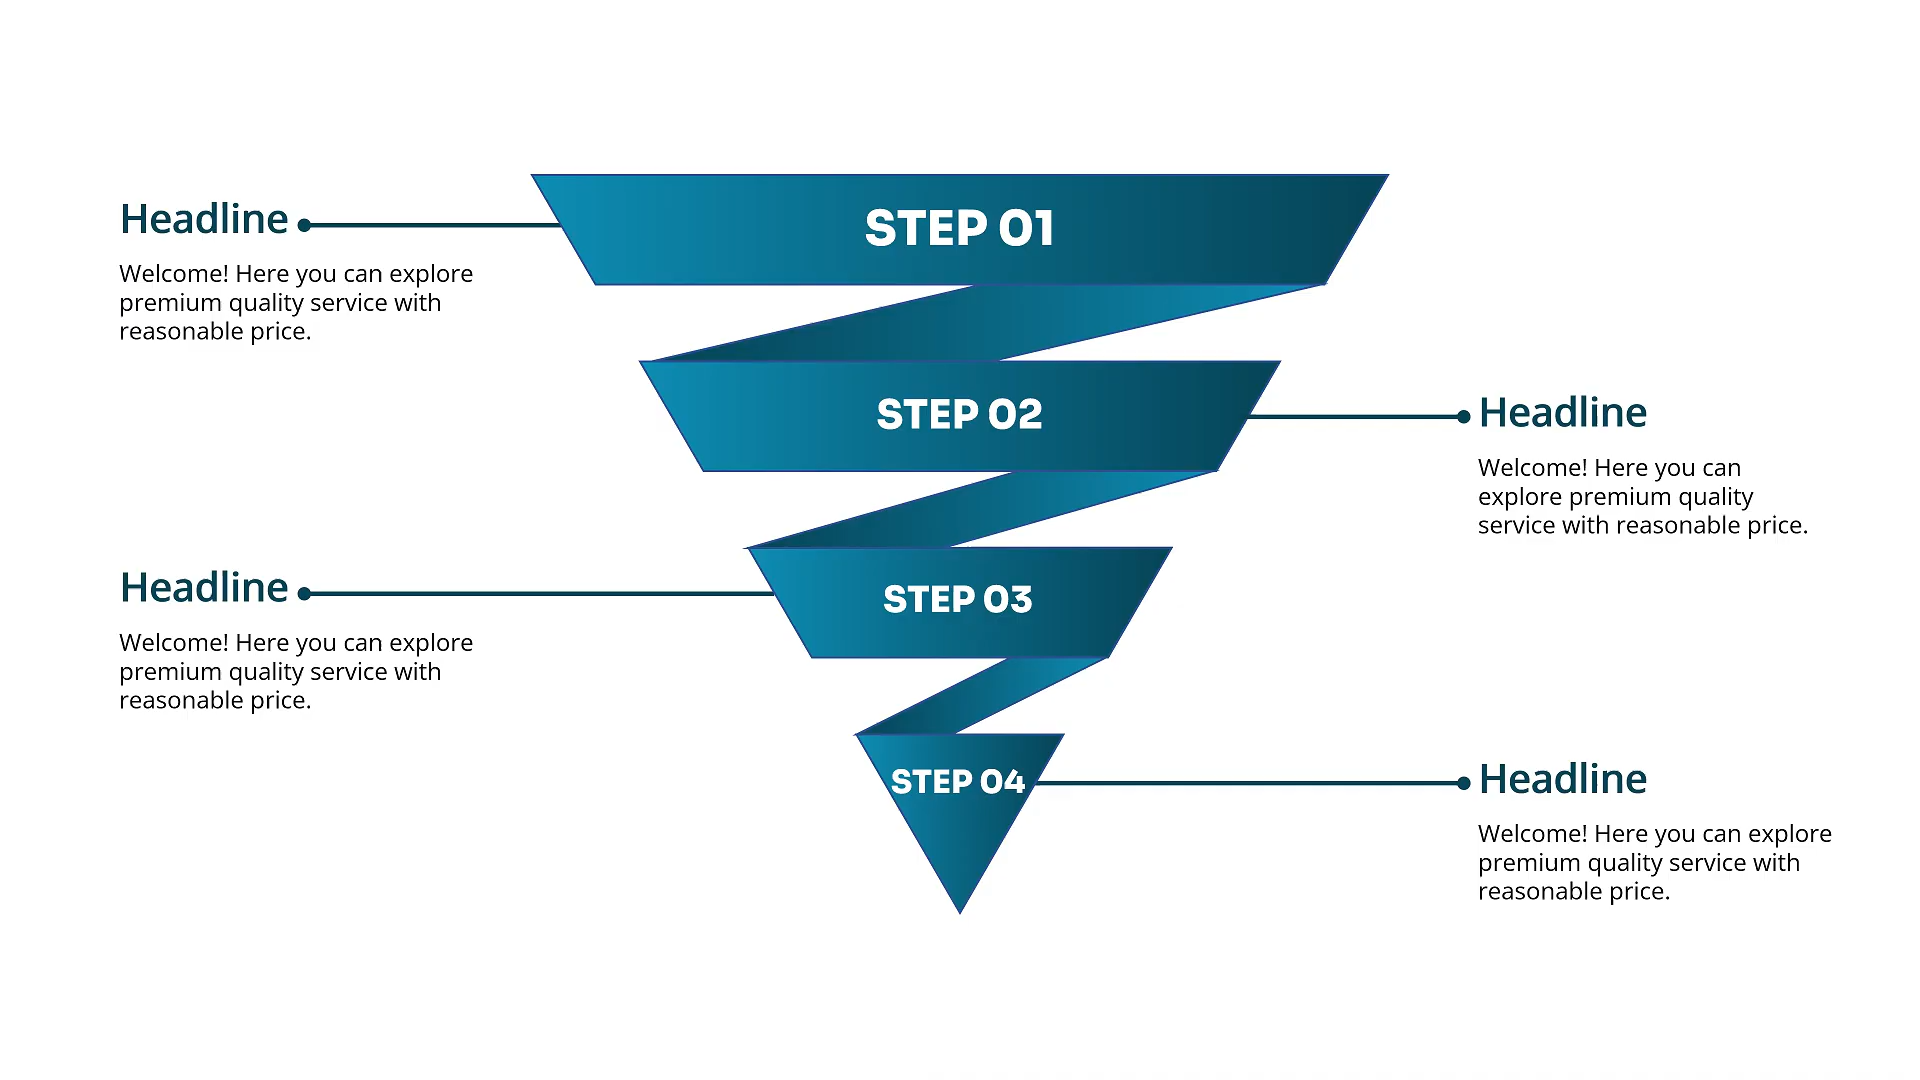 STEP 01
Headline
Welcome! Here you can explore
premium quality service with
reasonable price.
STEP 02
Headline
Welcome! Here you can
explore premium quality
service with reasonable price.
STEP 03
Headline
Welcome! Here you can explore
premium quality service with
reasonable price.
STEP 04
Headline
Welcome! Here you can explore
premium quality service with
reasonable price.